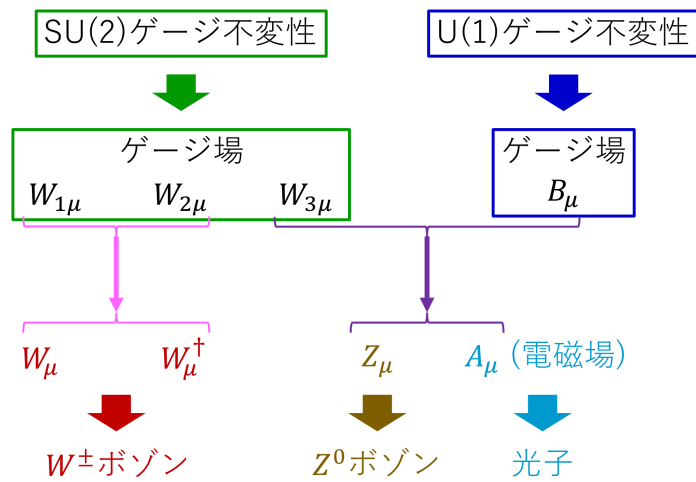 SU(2)ゲージ不変性
U(1)ゲージ不変性
ゲージ場
W₁μ W₂μ W₃μ
ゲージ場
Bμ
Wμ Wμ†
Zμ
Aμ (電磁場)
W±ボゾン
Z⁰ボゾン
光子